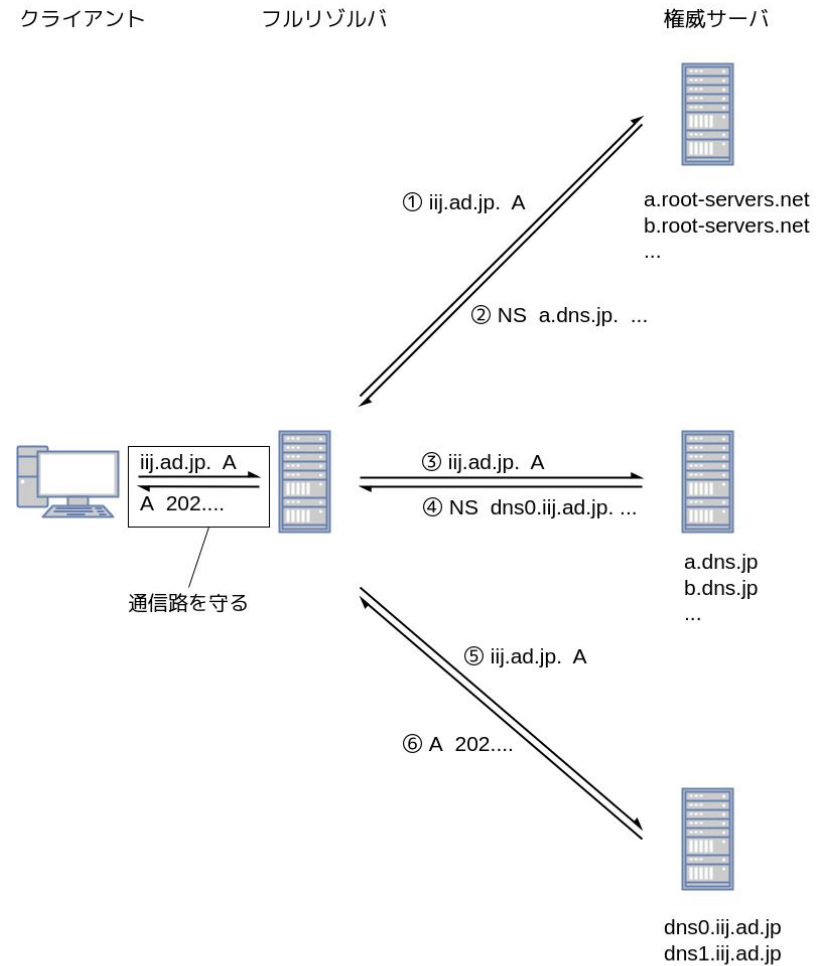 クライアント
フルリゾルバ
権威サーバ
① iij.ad.jp. A
a.root-servers.net
b.root-servers.net
...
② NS a.dns.jp. ...
iij.ad.jp. A
A 202....
通信路を守る
③ iij.ad.jp. A
④ NS dns0.iij.ad.jp. ...
a.dns.jp
b.dns.jp
...
⑤ iij.ad.jp. A
⑥ A 202....
dns0.iij.ad.jp
dns1.iij.ad.jp